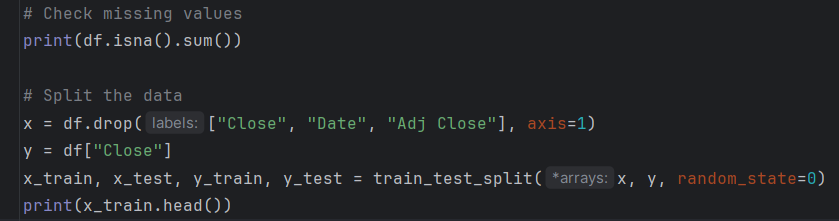 # Check missing values
print(df.isna().sum())
# Split the data
x = df.drop( labels: ["Close", "Date", "Adj Close"], axis=1)
y = df["Close"]
x_train, x_test, y_train, y_test = train_test_split( *arrays: x, y, random_state=0)
print(x_train.head())